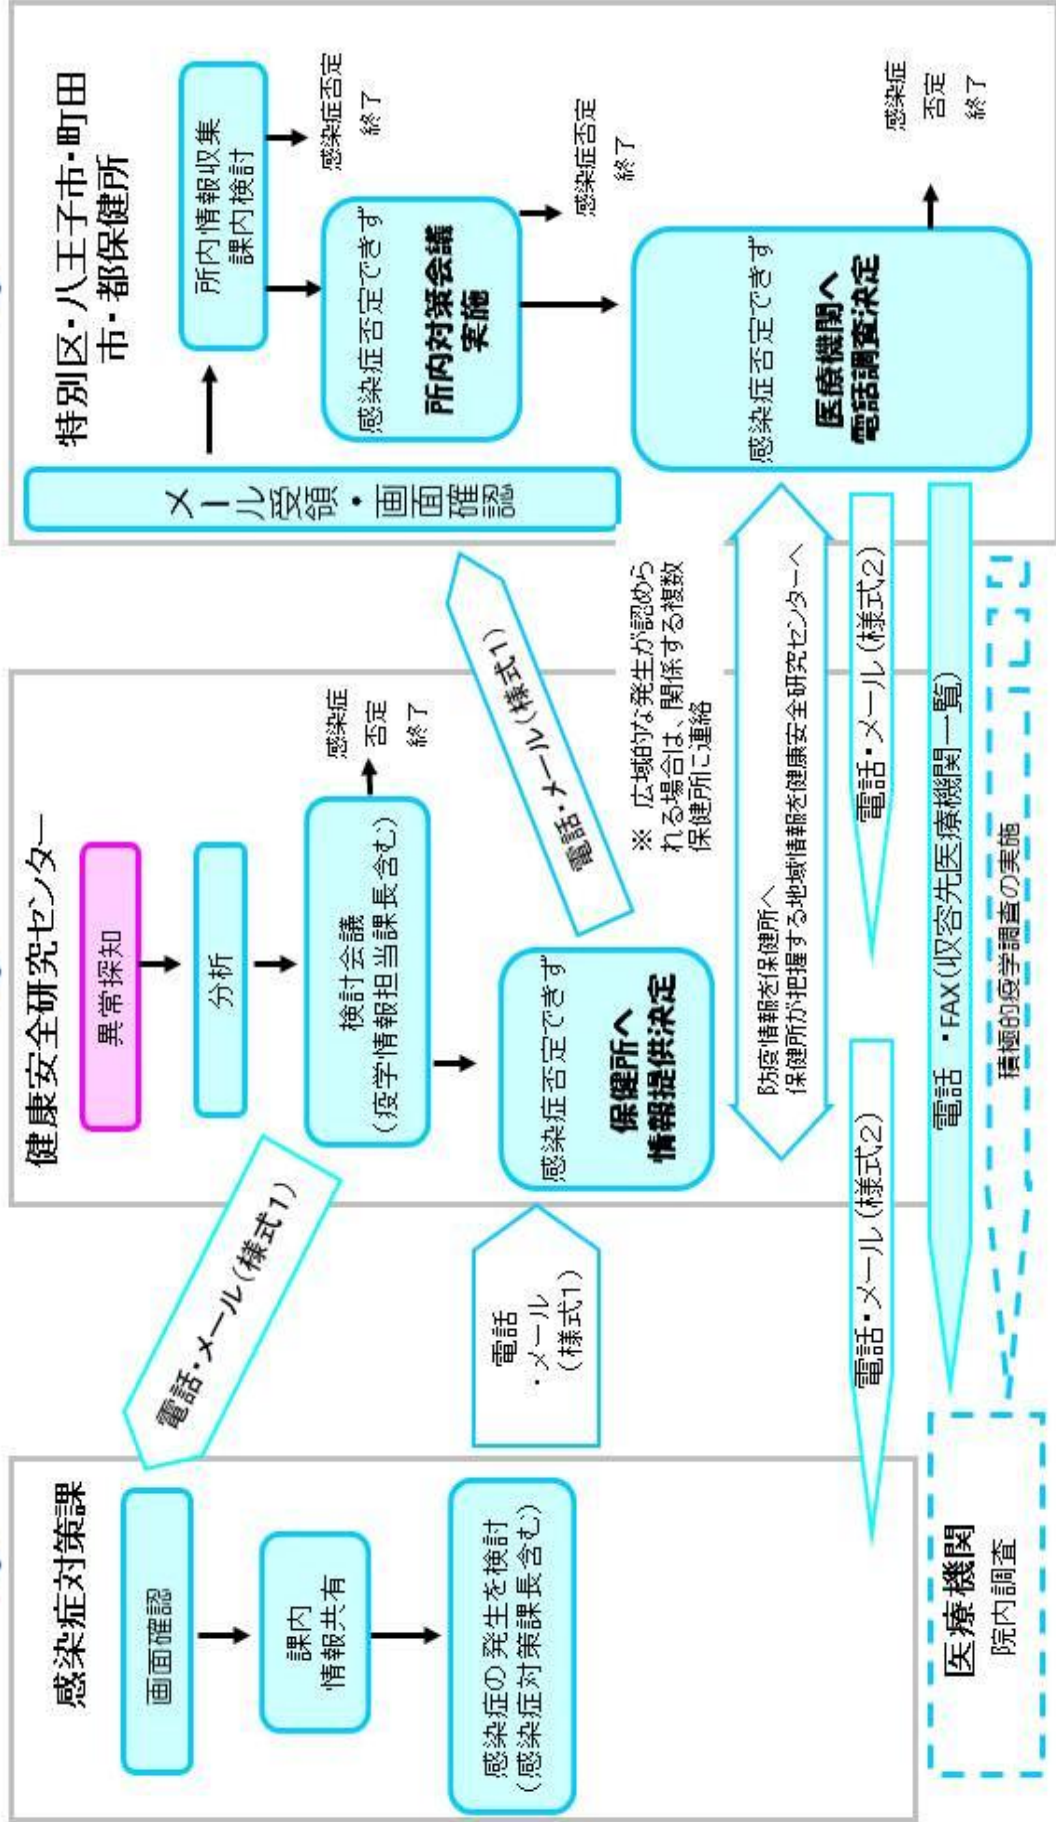 感染症対策課
画面確認
課内
情報共有
感染症の発生を検討
(感染症対策課長含む)
電話・メール(様式1)
電話
・メール
(様式1)
健康安全研究センター
異常探知
分析
検討会議
(疫学情報担当課長含む)
感染症
否定
終了
感染症否定できず
保健所へ
情報提供決定
電話・メール(様式1)
※ 広域的な発生が認めら
れる場合は、関係する複数
保健所に連絡
特別区・八王子市・町田
市・都保健所
メール受領・画面確認
所内情報収集
課内検討
感染症否定
終了
感染症否定できず
所内対策会議
実施
感染症否定
終了
感染症否定できず
医療機関へ
電話調査決定
感染症
否定
終了
防疫情報を保健所へ
保健所が把握する地域情報を健康安全研究センターへ
電話・メール(様式2)
電話・メール(様式2)
電話 ・FAX(収容先医療機関一覧)
積極的疫学調査の実施
医療機関
院内調査